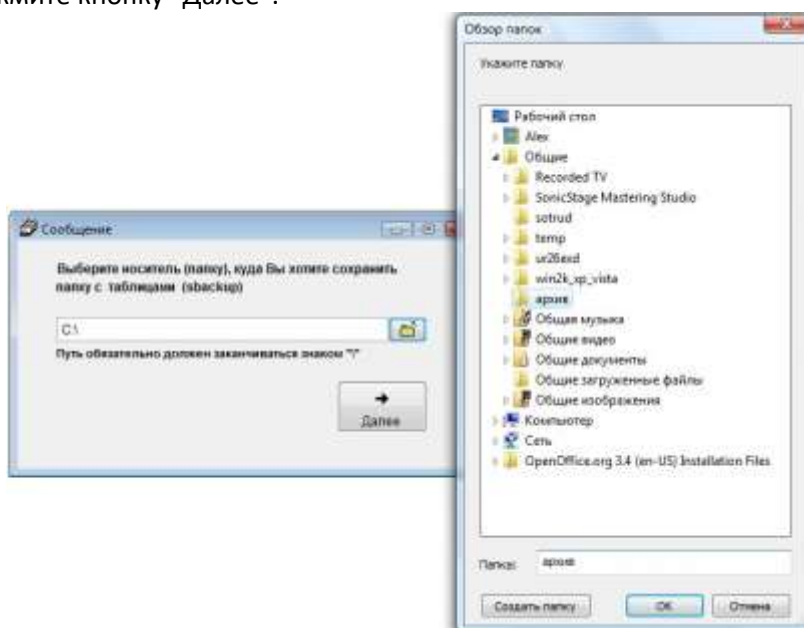 кмите кнопку "Далее".
Сообщение
Выберите носитель (папку), куда Вы хотите сохранить
папку с таблицами (sbackup)
C:\
Путь обязательно должен заканчиваться знаком "\"
Далее
Обзор папок
Укажите папку
Рабочий стол
Alex
Общие
Recorded TV
SonicStage Mastering Studio
sotrud
temp
win2k_xp_vista
архив
Общая музыка
Общие видео
Общие документы
Общие загруженные файлы
Общие изображения
Компьютер
Сеть
OpenOffice.org 3.4 (en-US) Installation Files
Папка: архив
Создать папку
ОК
Отмена